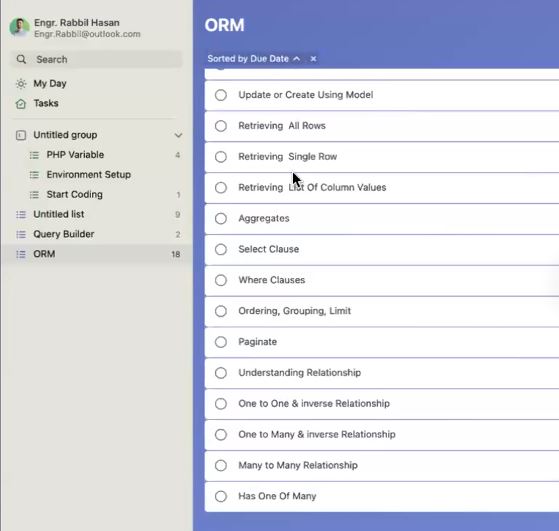 Engr. Rabbil Hasan
Engr.Rabbil@outlook.com
Search
My Day
Tasks
Untitled group
PHP Variable 4
Environment Setup
Start Coding 1
Untitled list 9
Query Builder 2
ORM 18
ORM
Sorted by Due Date
Update or Create Using Model
Retrieving All Rows
Retrieving Single Row
Retrieving List Of Column Values
Aggregates
Select Clause
Where Clauses
Ordering, Grouping, Limit
Paginate
Understanding Relationship
One to One & inverse Relationship
One to Many & inverse Relationship
Many to Many Relationship
Has One Of Many